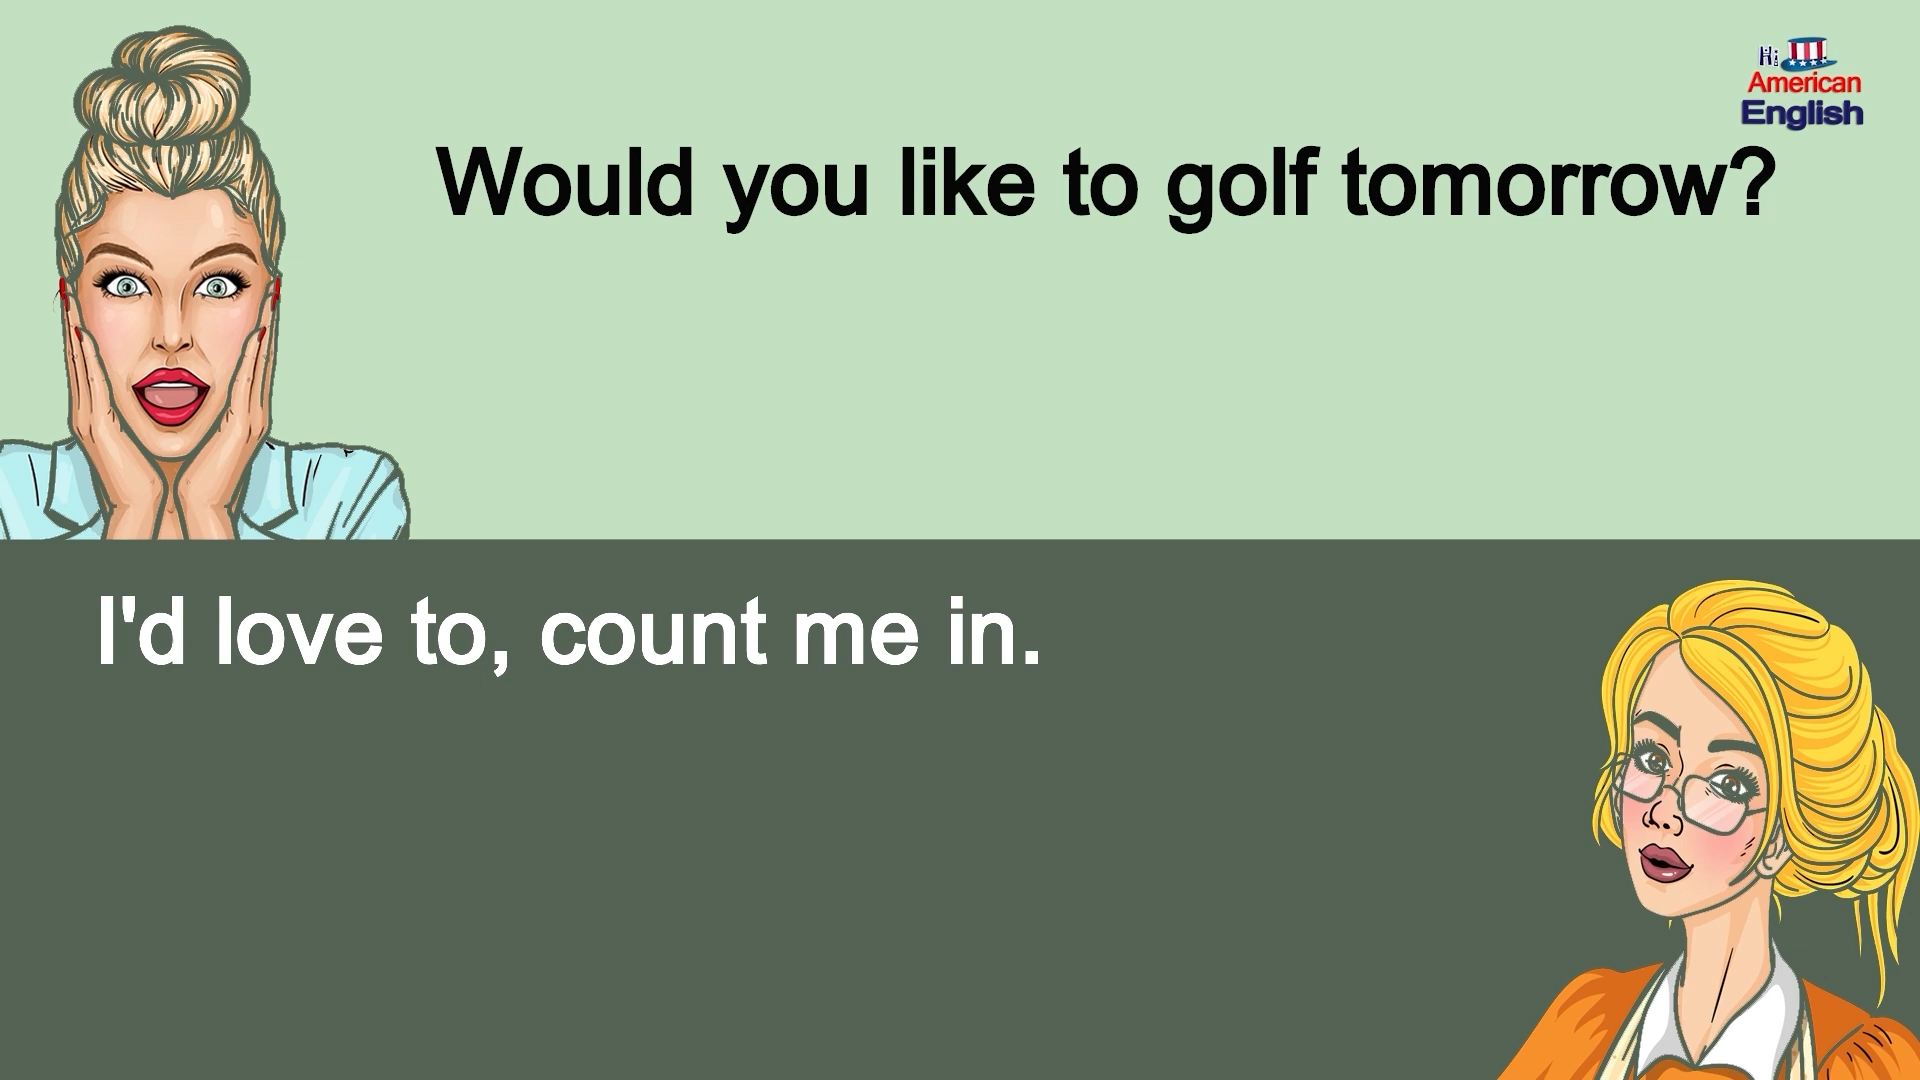 Hi
American
English
Would you like to golf tomorrow?
I'd love to, count me in.